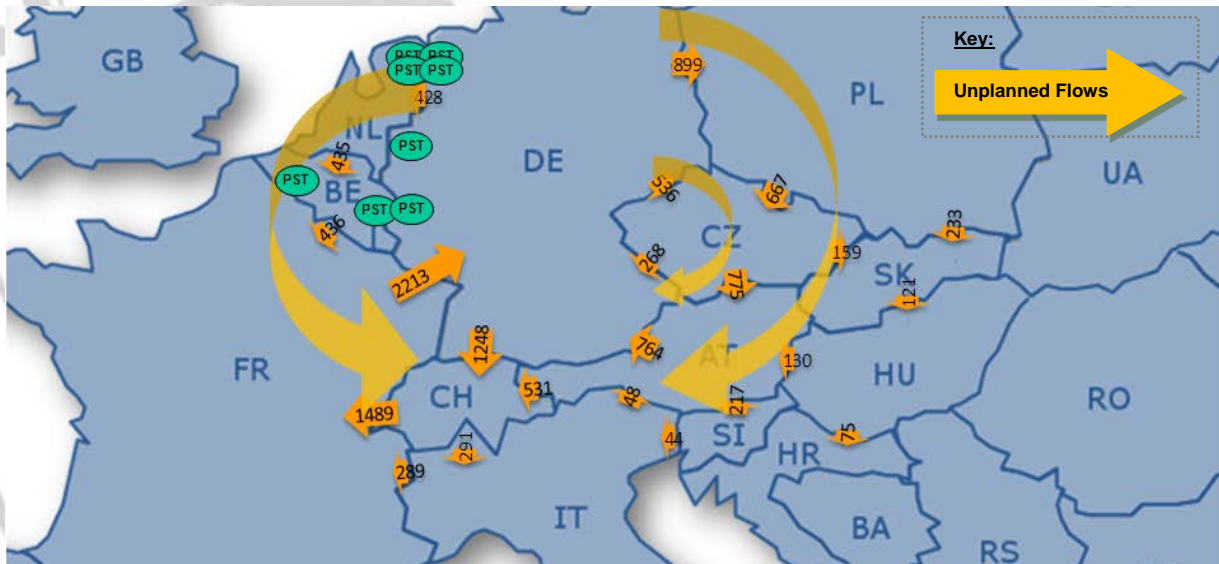 Key:
Unplanned Flows
GB
PST PST
PST PST
428
899
PL
NL
435
PST
DE
UA
PST
BE
536
667
PST PST
436
CZ
233
2213
268
159
SK
775
121
1248
764
AT
130
FR
CH
531
48
217
HU
RO
1489
SI
75
291
44
HR
289
IT
BA
RS